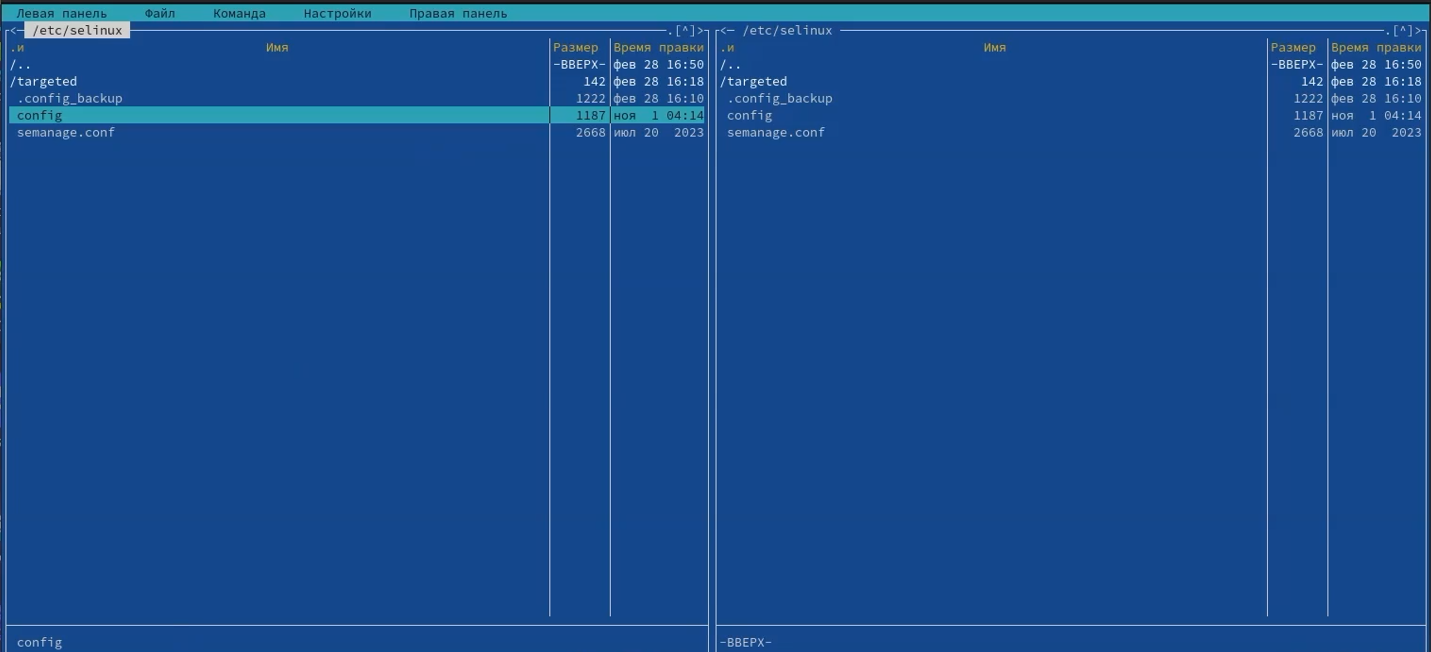 Левая панель Файл Команда Настройки Правая панель
<─ /etc/selinux .[^]>
.и Имя Размер Время правки
/.. -ВВЕРХ- фев 28 16:50
/targeted 142 фев 28 16:18
.config_backup 1222 фев 28 16:10
config 1187 ноя 1 04:14
semanage.conf 2668 июл 20 2023
config
<─ /etc/selinux .[^]>
.и Имя Размер Время правки
/.. -ВВЕРХ- фев 28 16:50
/targeted 142 фев 28 16:18
.config_backup 1222 фев 28 16:10
config 1187 ноя 1 04:14
semanage.conf 2668 июл 20 2023
-ВВЕРХ-